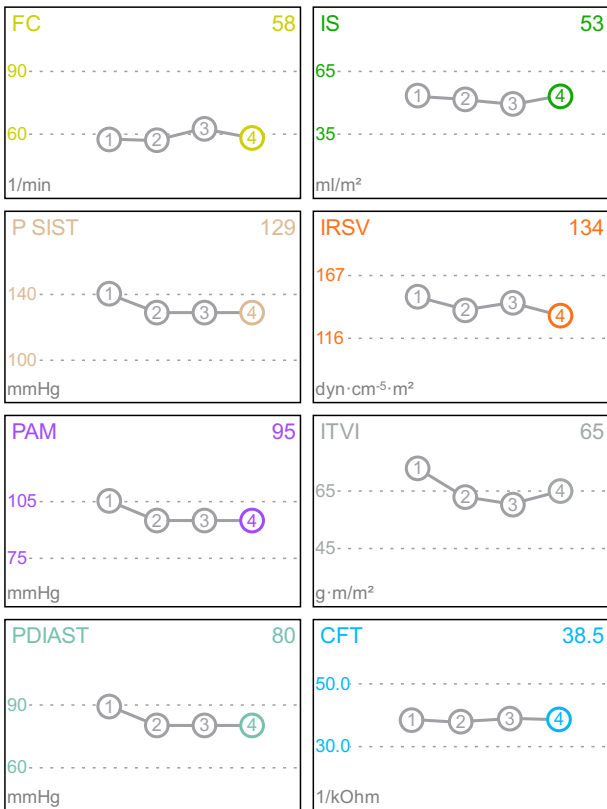 FC 58
90
60
1 2 3 4
1/min
IS 53
65
35
1 2 3 4
ml/m²
P SIST 129
140
100
1 2 3 4
mmHg
IRSV 134
167
116
1 2 3 4
dyn·cm⁻⁵·m²
PAM 95
105
75
1 2 3 4
mmHg
ITVI 65
65
45
1 2 3 4
g·m/m²
PDIAST 80
90
60
1 2 3 4
mmHg
CFT 38.5
50.0
30.0
1 2 3 4
1/kOhm